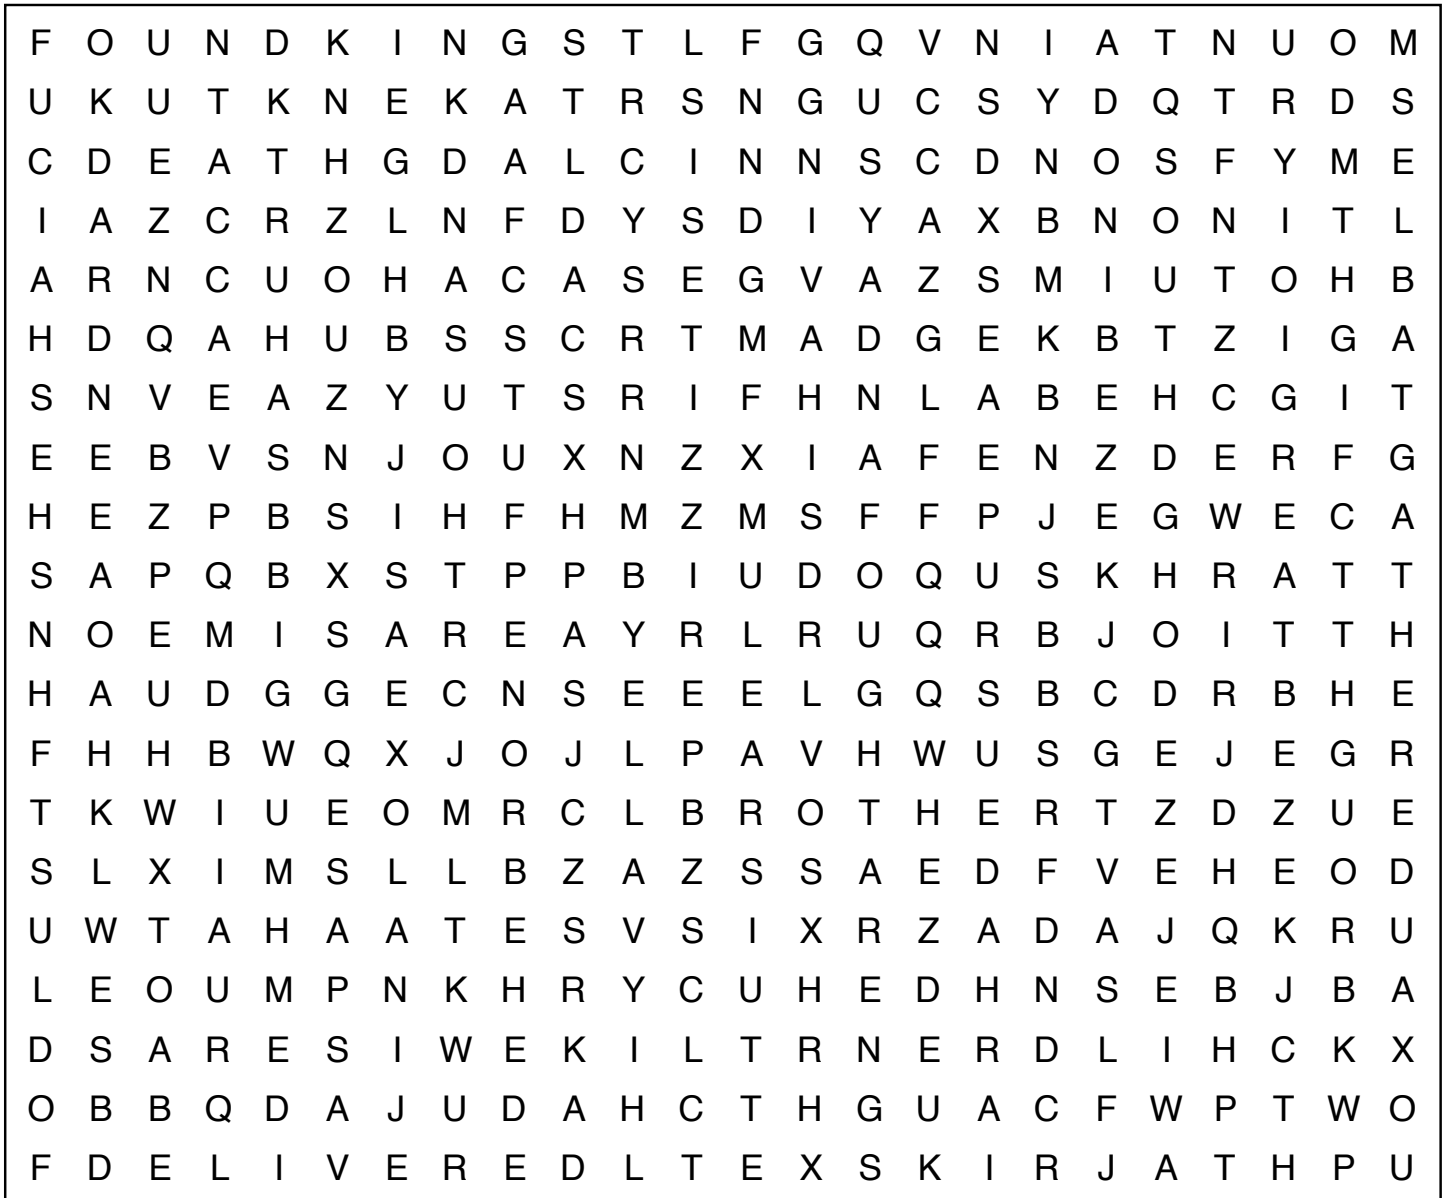 F O U N D K I N G S T L F G Q V N I A T N U O M
U K U T K N E K A T R S N G U C S Y D Q T R D S
C D E A T H G D A L C I N N S C D N O S F Y M E
I A Z C R Z L N F D Y S D I Y A X B N O N I T L
A R N C U O H A C A S E G V A Z S M I U T O H B
H D Q A H U B S S C R T M A D G E K B T Z I G A
S N V E A Z Y U T S R I F H N L A B E H C G I T
E E B V S N J O U X N Z X I A F E N Z D E R F G
H E Z P B S I H F H M Z M S F F P J E G W E C A
S A P Q B X S T P P B I U D O Q U S K H R A T T
N O E M I S A R E A Y R L R U Q R B J O I T T H
H A U D G G E C N S E E E L G Q S B C D R B H E
F H H B W Q X J O J L P A V H W U S G E J E G R
T K W I U E O M R C L B R O T H E R T Z D Z U E
S L X I M S L L B Z A Z S S A E D F V E H E O D
U W T A H A A T E S V S I X R Z A D A J Q K R U
L E O U M P N K H R Y C U H E D H N S E B J B A
D S A R E S I W E K I L T R N E R D L I H C K X
O B B Q D A J U D A H C T H G U A C F W P T W O
F D E L I V E R E D L T E X S K I R J A T H P U